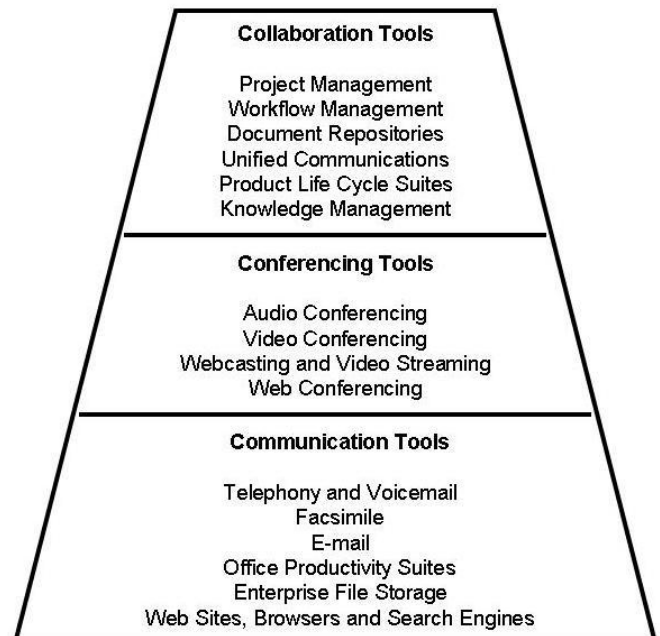 Collaboration Tools
Project Management
Workflow Management
Document Repositories
Unified Communications
Product Life Cycle Suites
Knowledge Management
Conferencing Tools
Audio Conferencing
Video Conferencing
Webcasting and Video Streaming
Web Conferencing
Communication Tools
Telephony and Voicemail
Facsimile
E-mail
Office Productivity Suites
Enterprise File Storage
Web Sites, Browsers and Search Engines